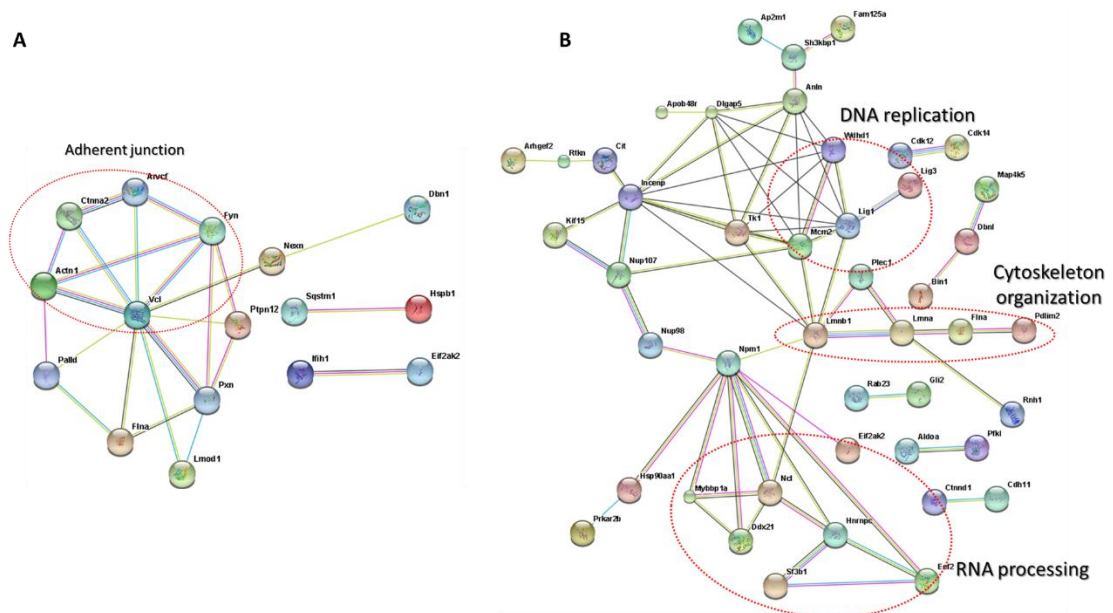 A
Adherent junction
Arvcf
Ctnna2
Fyn
Dbn1
Nexn
Actn1
Vcl
Sqstm1
Hspb1
Ptpn12
Palld
Ifih1
Eif2ak2
Pxn
Flna
Lmod1
B
Ap2m1
Fam125a
Sh3kbp1
Anln
Apob48r
Dlgap5
DNA replication
Wdhd1
Cdk14
Cdk12
Arhgef2
Rtkn
Cit
Lig3
Incenp
Map4k5
Lig1
Tk1
Mcm2
Kif15
Dbnl
Nup107
Plec1
Bin1
Cytoskeleton
organization
Lmnb1
Lmna
Flna
Pdlim2
Nup98
Npm1
Rab23
Gli2
Rnh1
Eif2ak2
Aldoa
Pfkl
Hsp90aa1
Mybbp1a
Ncl
Ctnnd1
Cdh11
Prkar2b
Ddx21
Hnrnpc
Sf3b1
Eef2
RNA processing